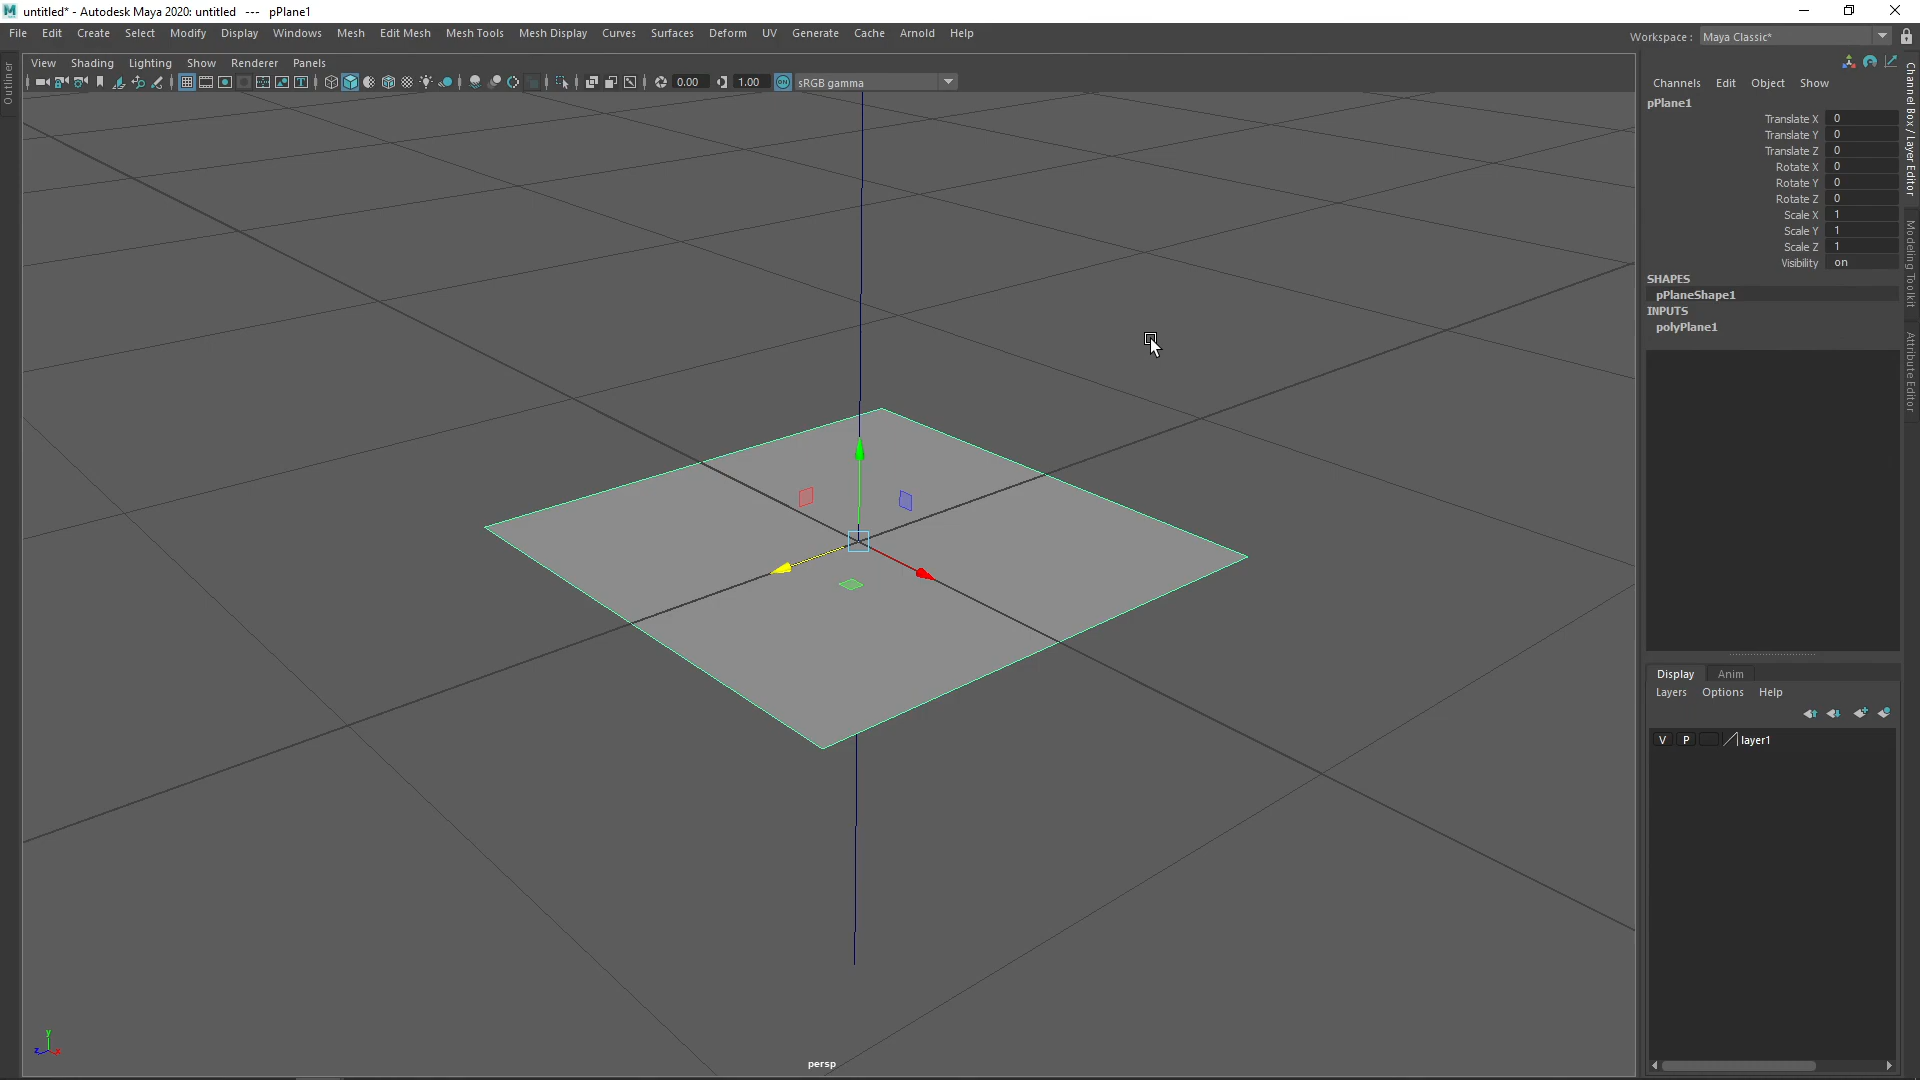 untitled* - Autodesk Maya 2020: untitled --- pPlane1
File Edit Create Select Modify Display Windows Mesh Edit Mesh Mesh Tools Mesh Display Curves Surfaces Deform UV Generate Cache Arnold Help
Workspace : Maya Classic*
View Shading Lighting Show Renderer Panels
0.00 1.00 ON sRGB gamma
Outliner
Channels Edit Object Show
pPlane1
Translate X 0
Translate Y 0
Translate Z 0
Rotate X 0
Rotate Y 0
Rotate Z 0
Scale X 1
Scale Y 1
Scale Z 1
Visibility on
SHAPES
pPlaneShape1
INPUTS
polyPlane1
Channel Box / Layer Editor
Modeling Toolkit
Attribute Editor
Display Anim
Layers Options Help
V P layer1
y
z x
persp